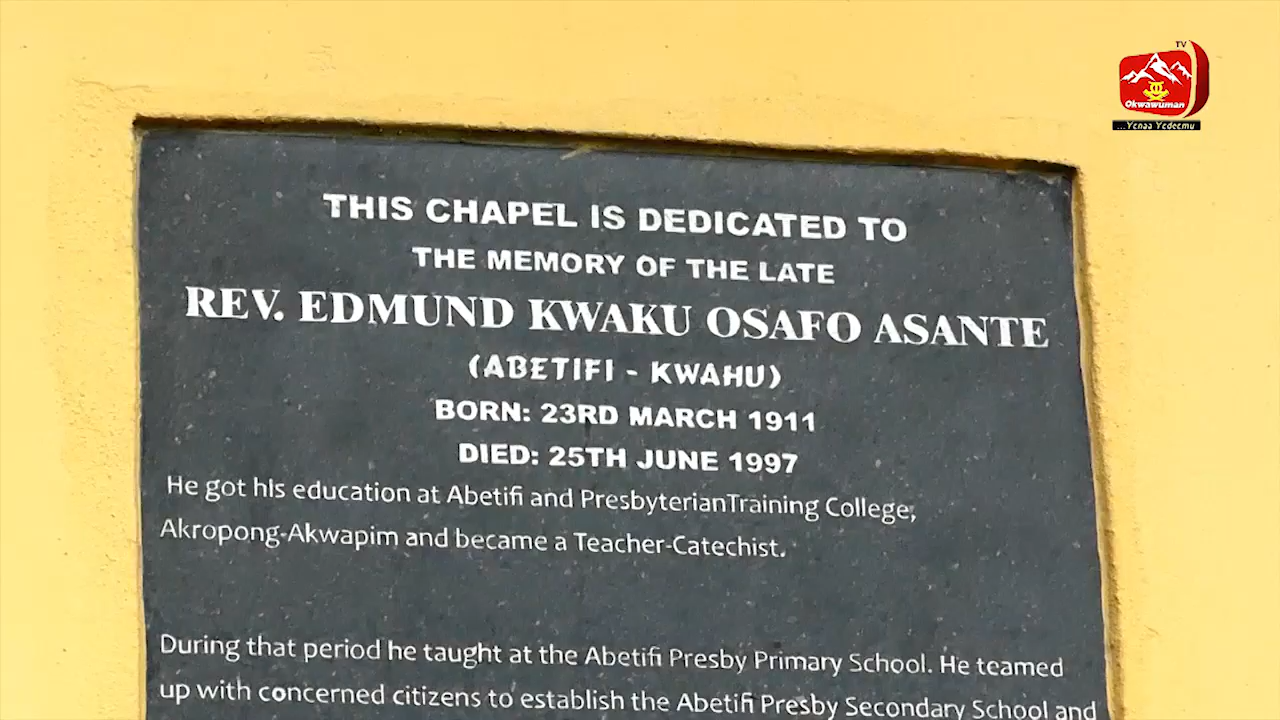 TV
Okwawuman
...Yɛnaa Yɛdeɛmu
THIS CHAPEL IS DEDICATED TO
THE MEMORY OF THE LATE
REV. EDMUND KWAKU OSAFO ASANTE
(ABETIFI - KWAHU)
BORN: 23RD MARCH 1911
DIED: 25TH JUNE 1997
He got his education at Abetifi and PresbyterianTraining College,
Akropong-Akwapim and became a Teacher-Catechist.
During that period he taught at the Abetifi Presby Primary School. He teamed
up with concerned citizens to establish the Abetifi Presby Secondary School and